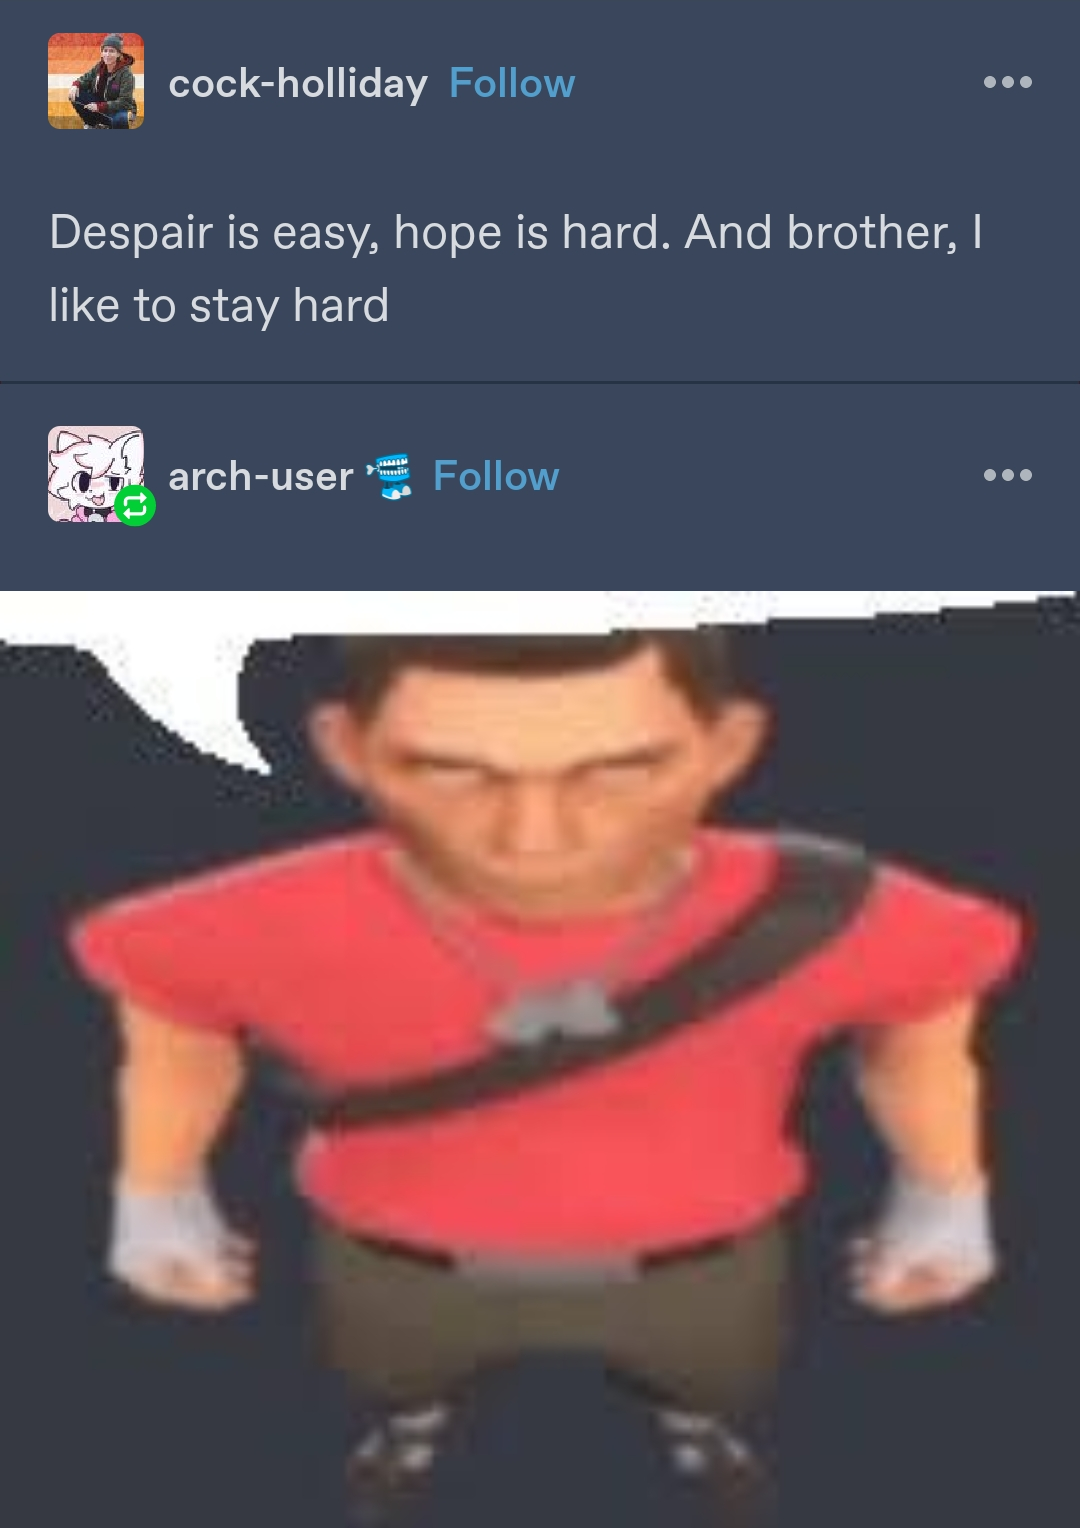 cock-holliday Follow
Despair is easy, hope is hard. And brother, I
like to stay hard
arch-user Follow